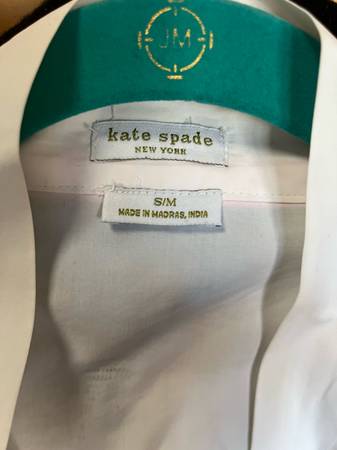 JM
kate spade
NEW YORK
S/M
MADE IN MADRAS, INDIA